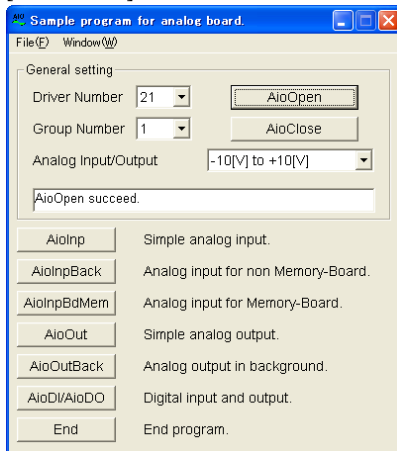 Sample program for analog board.
File(F) Window(W)
General setting
Driver Number 21 AioOpen
Group Number 1 AioClose
Analog Input/Output -10[V] to +10[V]
AioOpen succeed.
AioInp Simple analog input.
AioInpBack Analog input for non Memory-Board.
AioInpBdMem Analog input for Memory-Board.
AioOut Simple analog output.
AioOutBack Analog output in background.
AioDI/AioDO Digital input and output.
End End program.